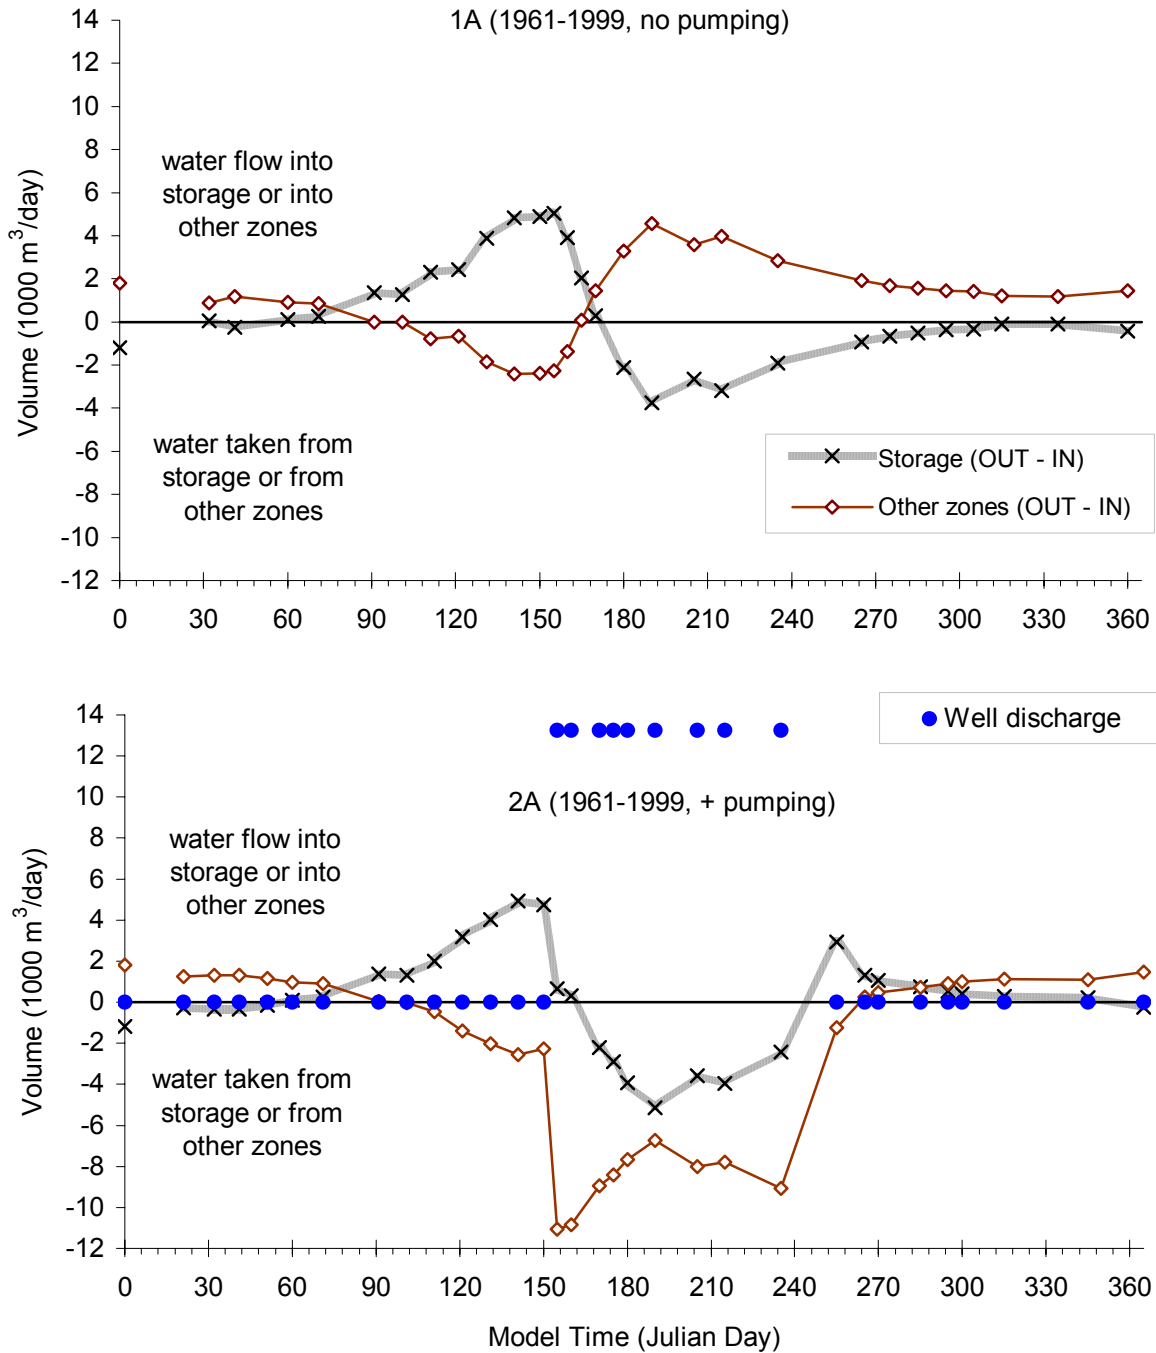 1A (1961-1999, no pumping)
14
12
10
8
6
4
2
0
-2
-4
-6
-8
-10
-12
Volume (1000 m³/day)
water flow into
storage or into
other zones
water taken from
storage or from
other zones
Storage (OUT - IN)
Other zones (OUT - IN)
0 30 60 90 120 150 180 210 240 270 300 330 360
Well discharge
2A (1961-1999, + pumping)
14
12
10
8
6
4
2
0
-2
-4
-6
-8
-10
-12
Volume (1000 m³/day)
water flow into
storage or into
other zones
water taken from
storage or from
other zones
0 30 60 90 120 150 180 210 240 270 300 330 360
Model Time (Julian Day)